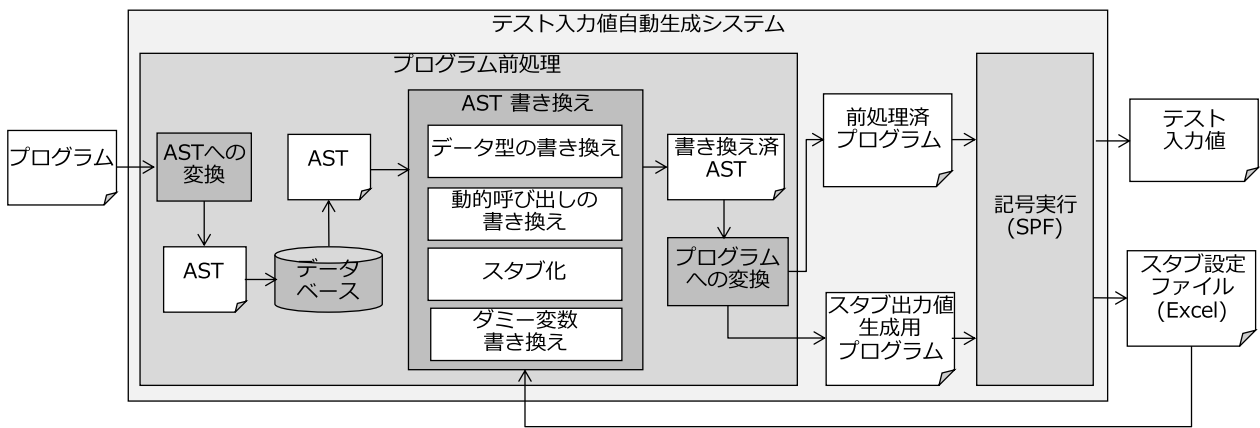 テスト入力値自動生成システム
プログラム前処理
プログラム
ASTへの
変換
AST
データ
ベース
AST
AST 書き換え
データ型の書き換え
動的呼び出しの
書き換え
スタブ化
ダミー変数
書き換え
書き換え済
AST
プログラム
への変換
前処理済
プログラム
スタブ出力値
生成用
プログラム
記号実行
(SPF)
テスト
入力値
スタブ設定
ファイル
(Excel)